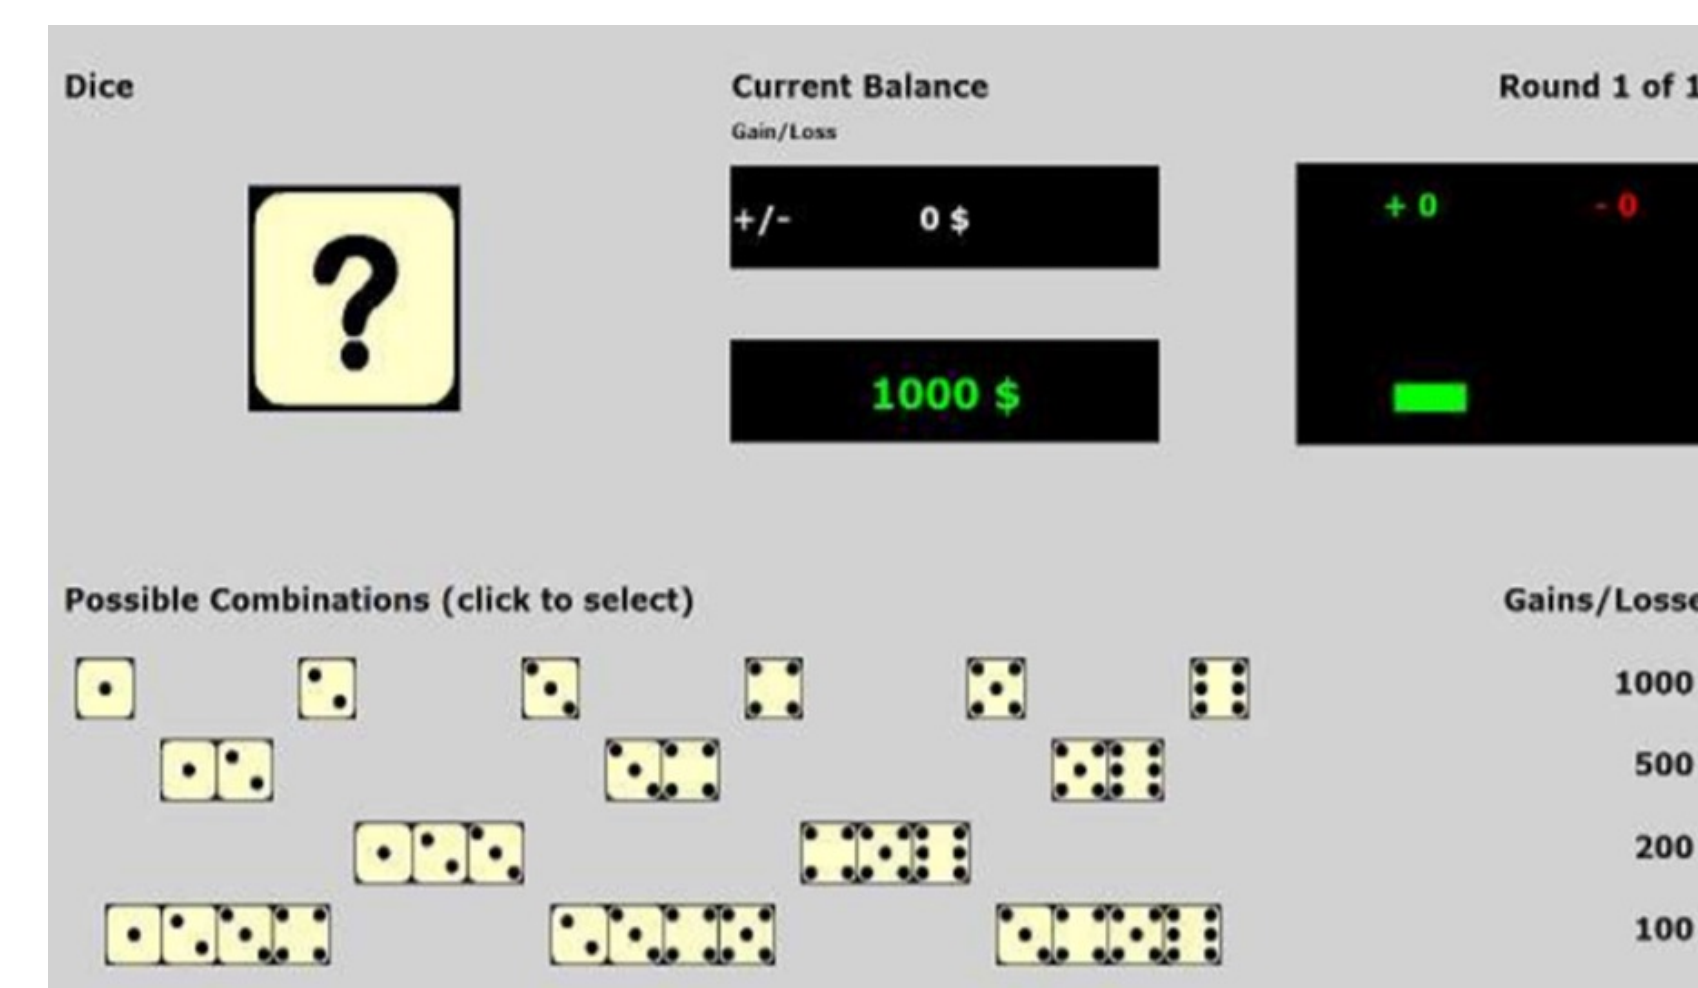 Dice
Current Balance
Round 1 of 1
Gain/Loss
+/- 0 $
+ 0 - 0
?
1000 $
Possible Combinations (click to select)
Gains/Losse
1000
500
200
100